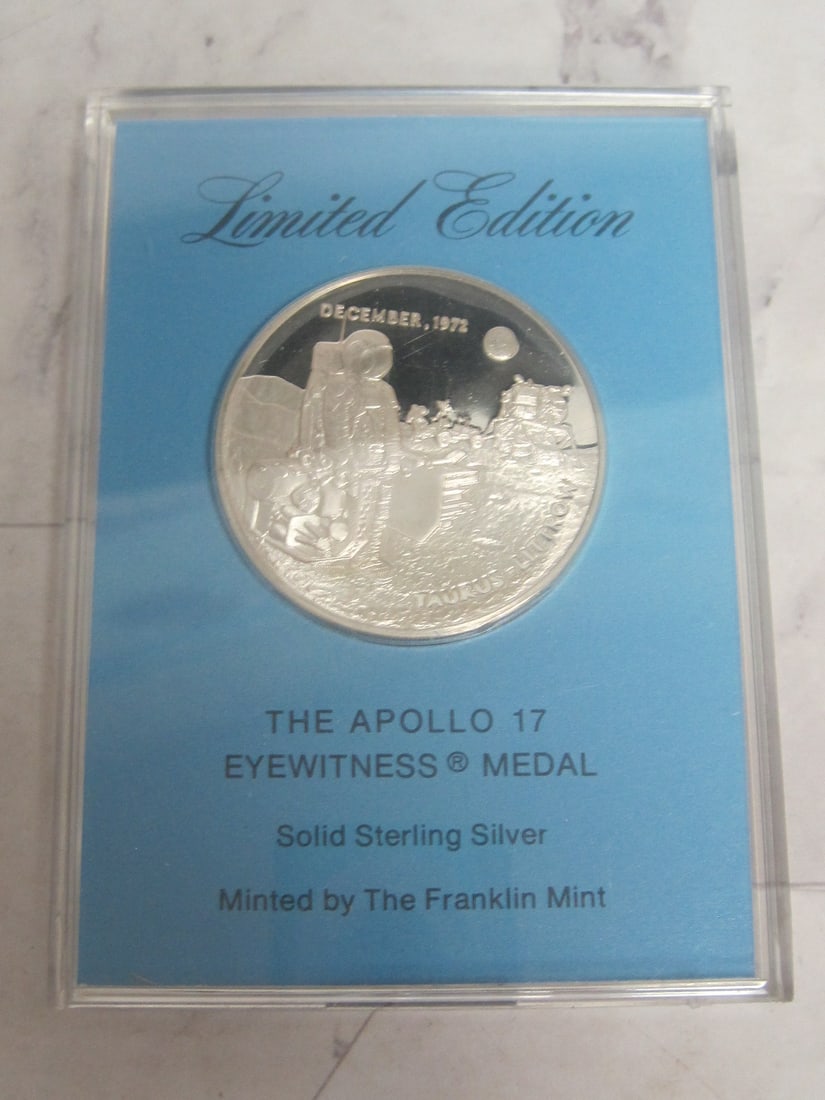 Limited Edition
DECEMBER, 1972
TAURUS-LITTROW
THE APOLLO 17
EYEWITNESS® MEDAL
Solid Sterling Silver
Minted by The Franklin Mint